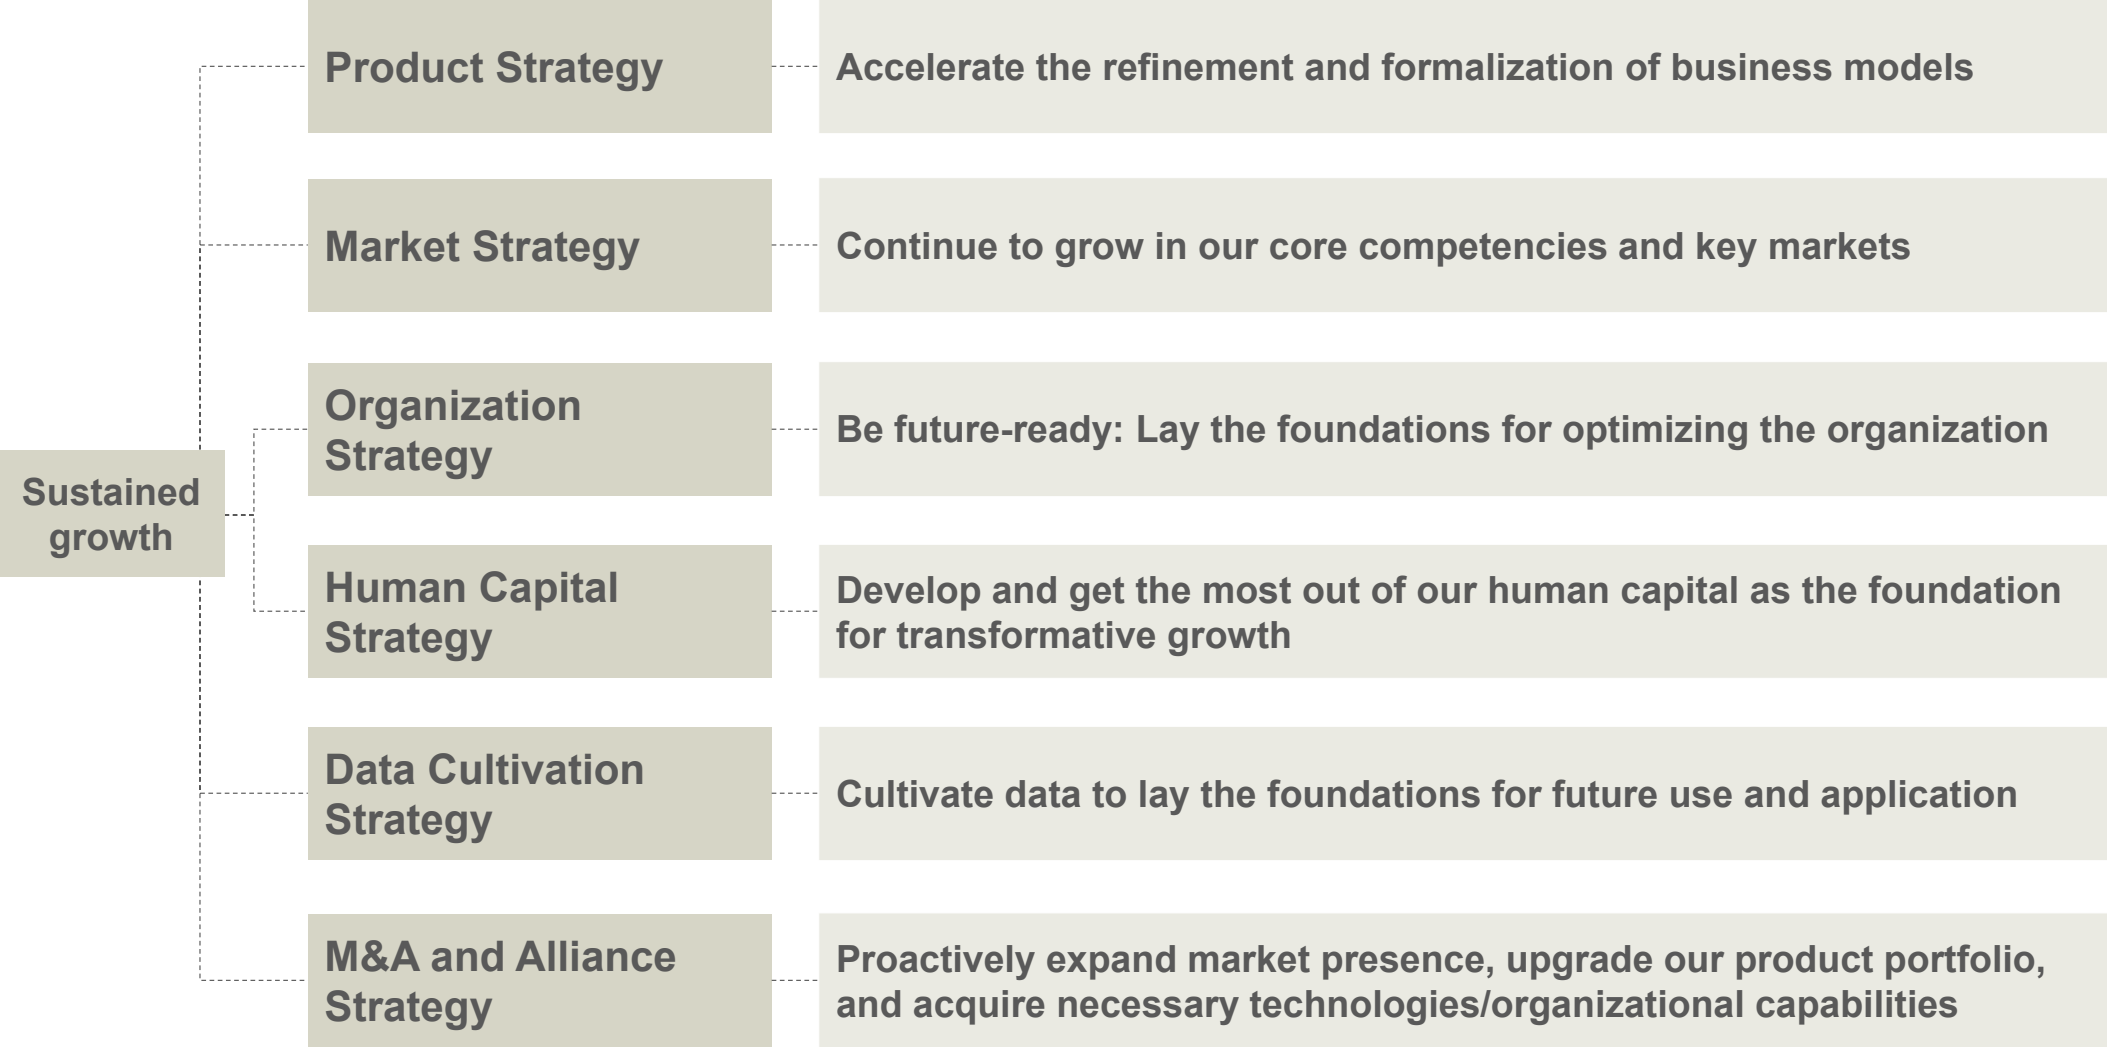 Product Strategy
Accelerate the refinement and formalization of business models
Market Strategy
Continue to grow in our core competencies and key markets
Organization
Strategy
Be future-ready: Lay the foundations for optimizing the organization
Sustained
growth
Human Capital
Strategy
Develop and get the most out of our human capital as the foundation
for transformative growth
Data Cultivation
Strategy
Cultivate data to lay the foundations for future use and application
M&A and Alliance
Strategy
Proactively expand market presence, upgrade our product portfolio,
and acquire necessary technologies/organizational capabilities